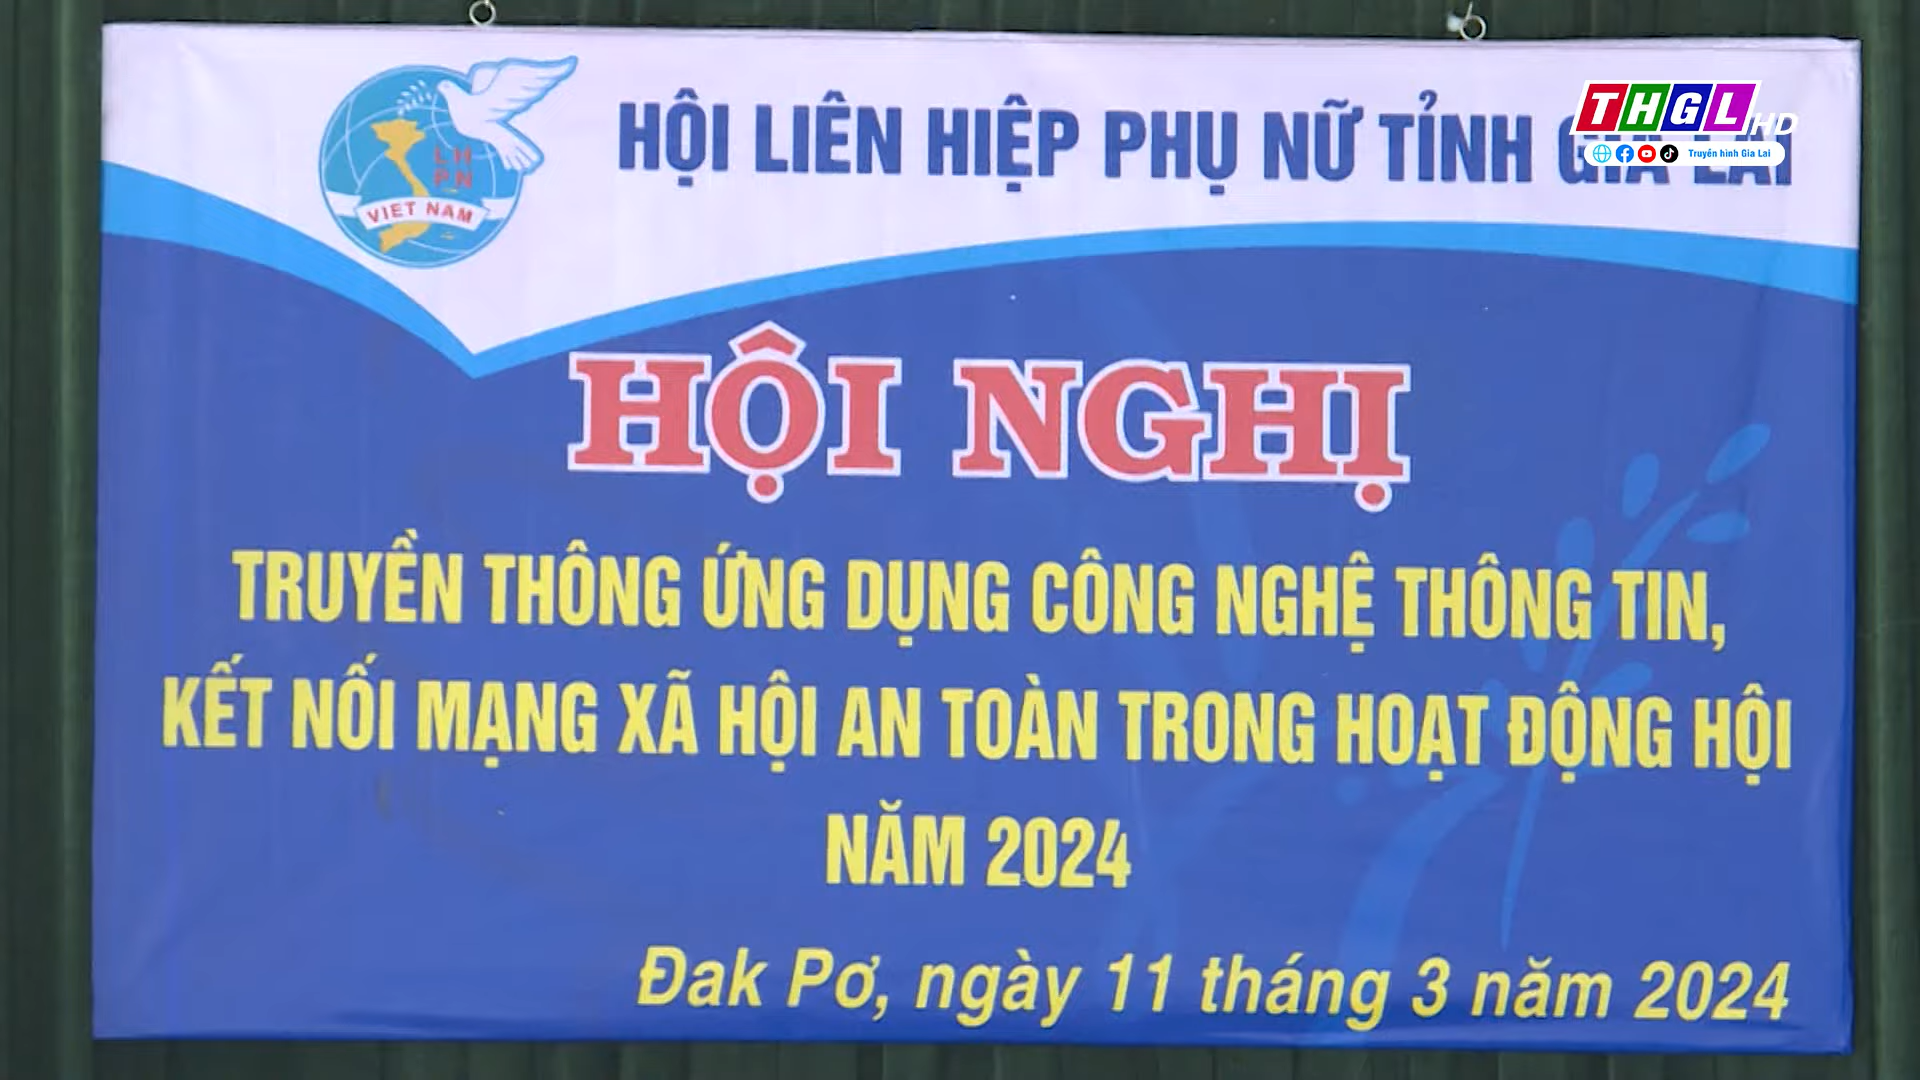 HỘI LIÊN HIỆP PHỤ NỮ TỈNH GIA LAI
THGL HD
Truyền hình Gia Lai
LH
PN
VIET NAM
HỘI NGHỊ
TRUYỀN THÔNG ỨNG DỤNG CÔNG NGHỆ THÔNG TIN,
KẾT NỐI MẠNG XÃ HỘI AN TOÀN TRONG HOẠT ĐỘNG HỘI
NĂM 2024
Đak Pơ, ngày 11 tháng 3 năm 2024